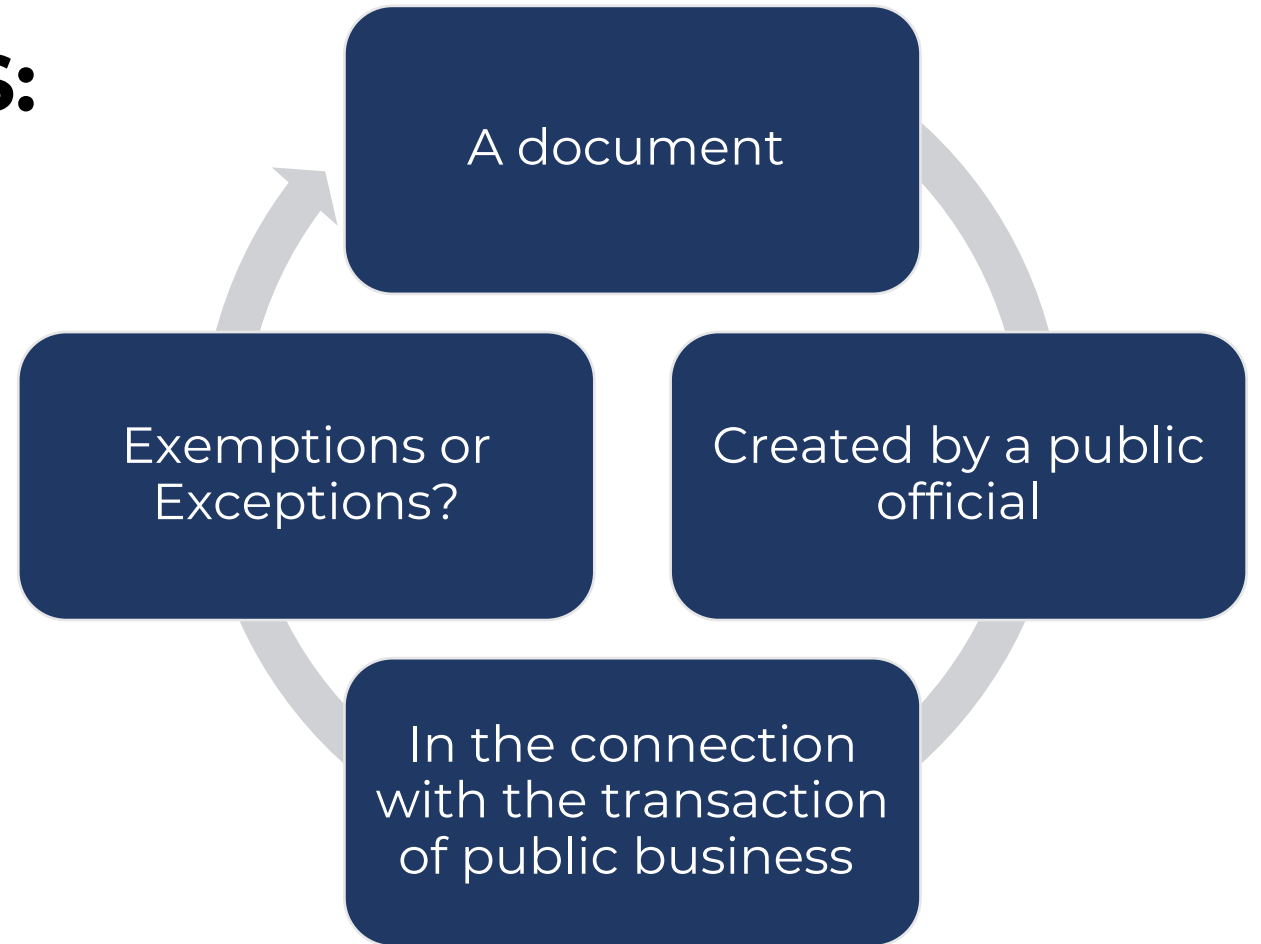 S:
A document
Created by a public
official
In the connection
with the transaction
of public business
Exemptions or
Exceptions?